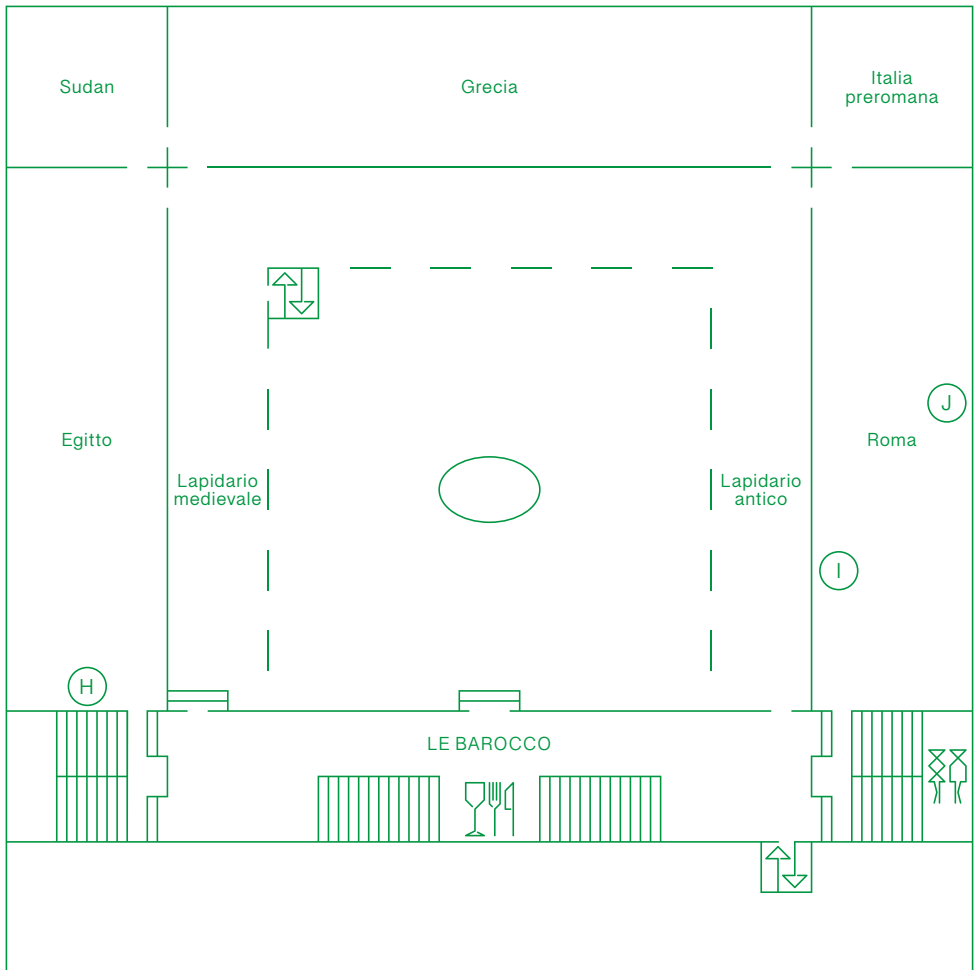 Sudan
Grecia
Italia
preromana
J
Egitto
Roma
Lapidario
medievale
Lapidario
antico
I
H
LE BAROCCO